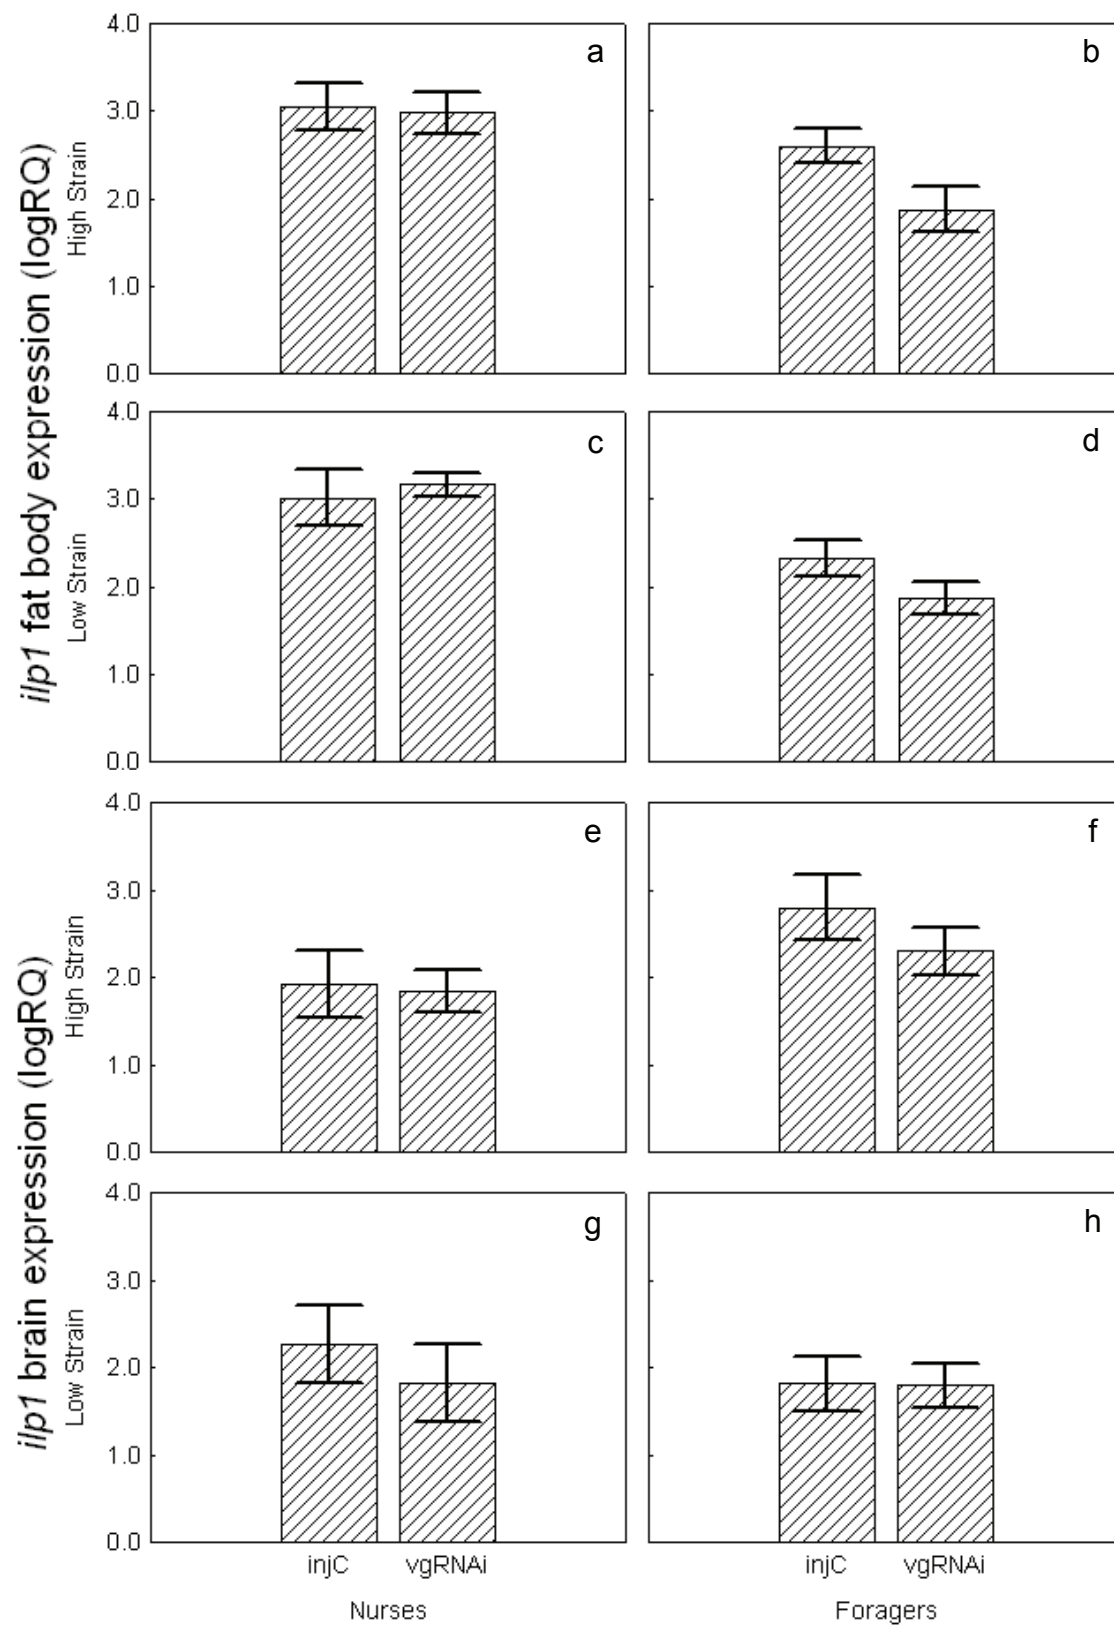 ilp1 fat body expression (logRQ)
High Strain
4.0
3.0
2.0
1.0
0.0
a
b
Low Strain
4.0
3.0
2.0
1.0
0.0
c
d
ilp1 brain expression (logRQ)
High Strain
4.0
3.0
2.0
1.0
0.0
e
f
Low Strain
4.0
3.0
2.0
1.0
0.0
g
h
injC vgRNAi injC vgRNAi
Nurses Foragers